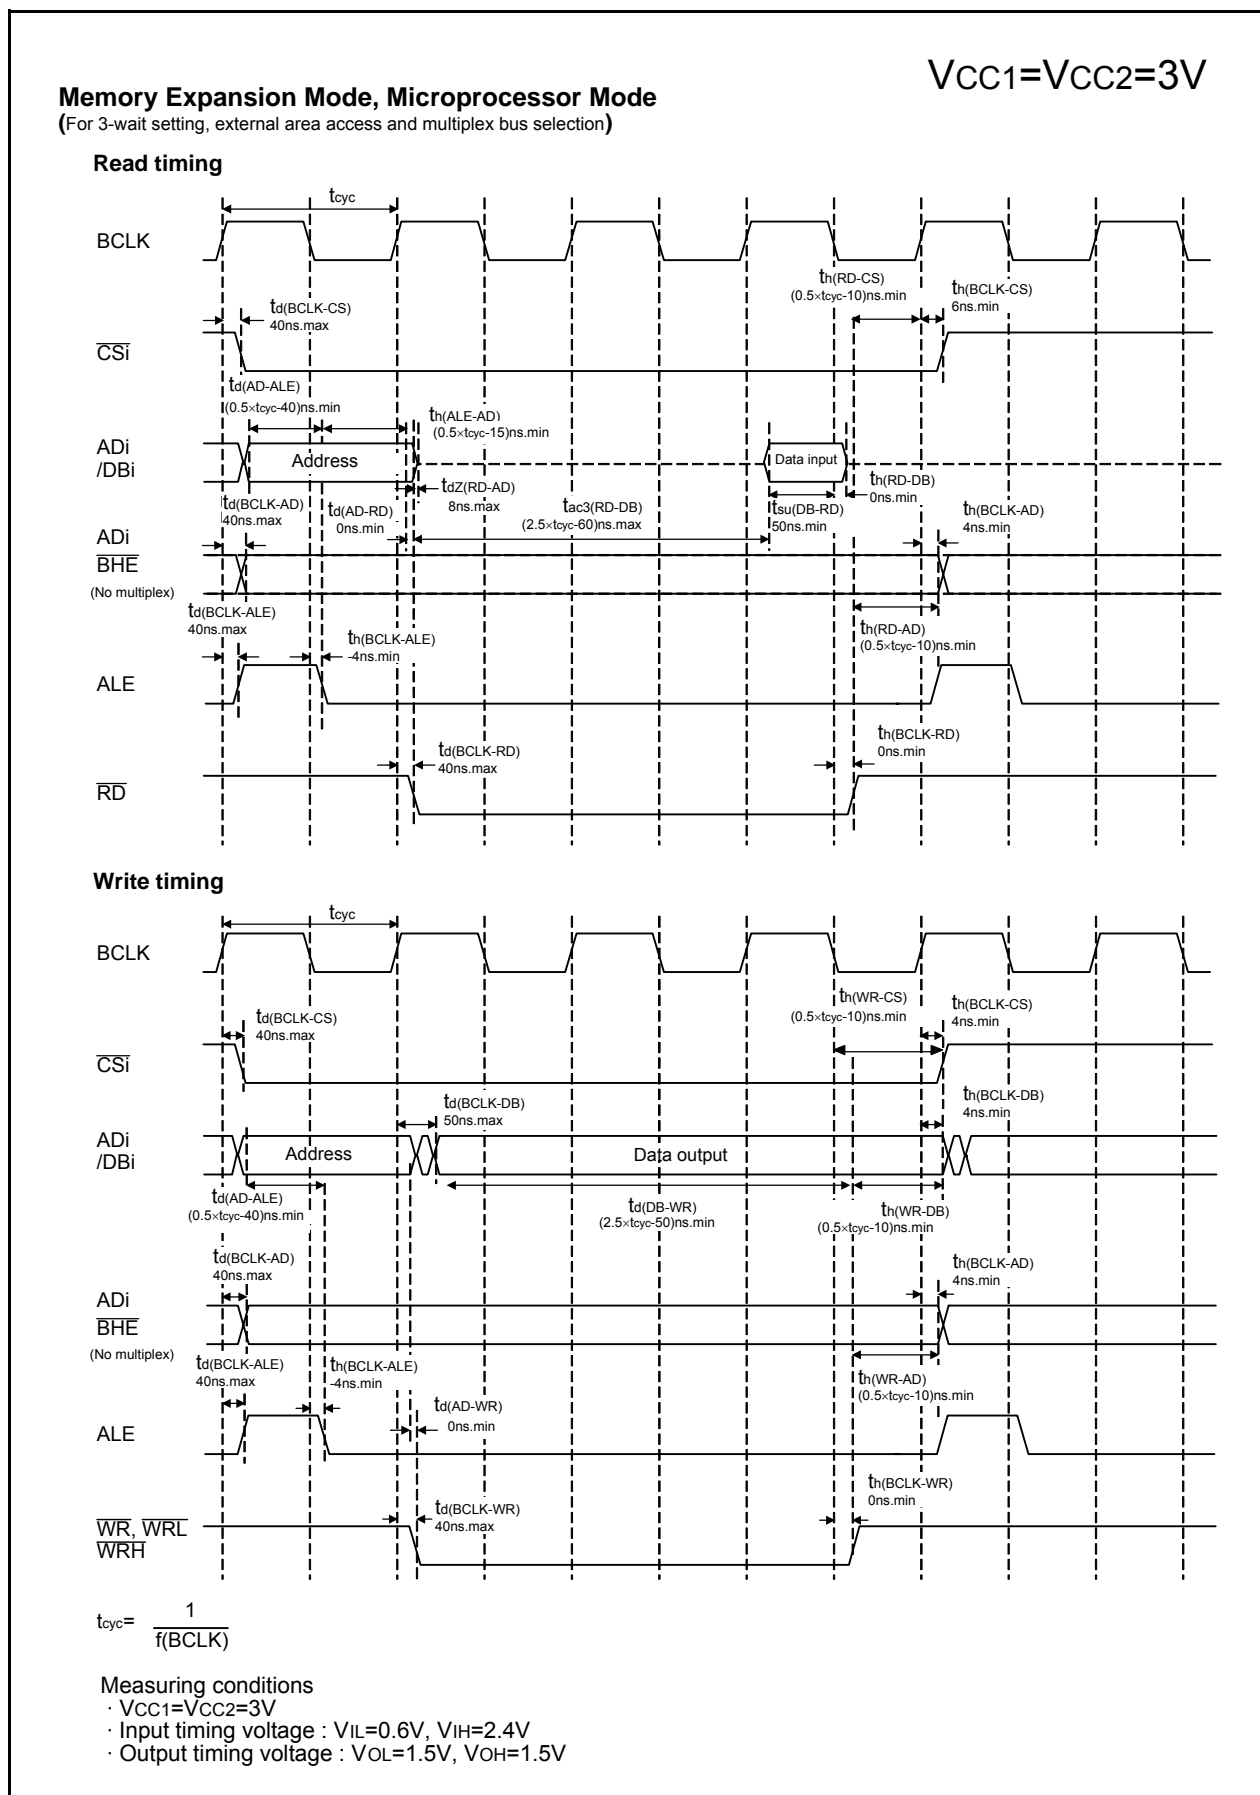 VCC1=VCC2=3V
Memory Expansion Mode, Microprocessor Mode
(For 3-wait setting, external area access and multiplex bus selection)
Read timing
tcyc
BCLK
th(RD-CS)
(0.5×tcyc-10)ns.min
th(BCLK-CS)
6ns.min
td(BCLK-CS)
40ns.max
CSi
td(AD-ALE)
(0.5×tcyc-40)ns.min
th(ALE-AD)
(0.5×tcyc-15)ns.min
ADi
/DBi
Address
Data input
td(BCLK-AD)
40ns.max
td(AD-RD)
0ns.min
tdZ(RD-AD)
8ns.max
tac3(RD-DB)
(2.5×tcyc-60)ns.max
tsu(DB-RD)
50ns.min
th(RD-DB)
0ns.min
th(BCLK-AD)
4ns.min
ADi
BHE
(No multiplex)
td(BCLK-ALE)
40ns.max
th(BCLK-ALE)
-4ns.min
th(RD-AD)
(0.5×tcyc-10)ns.min
ALE
td(BCLK-RD)
40ns.max
th(BCLK-RD)
0ns.min
RD
Write timing
tcyc
BCLK
th(WR-CS)
(0.5×tcyc-10)ns.min
th(BCLK-CS)
4ns.min
td(BCLK-CS)
40ns.max
CSi
td(BCLK-DB)
50ns.max
th(BCLK-DB)
4ns.min
ADi
/DBi
Address
Data output
td(AD-ALE)
(0.5×tcyc-40)ns.min
td(DB-WR)
(2.5×tcyc-50)ns.min
th(WR-DB)
(0.5×tcyc-10)ns.min
td(BCLK-AD)
40ns.max
th(BCLK-AD)
4ns.min
ADi
BHE
(No multiplex)
td(BCLK-ALE)
40ns.max
th(BCLK-ALE)
-4ns.min
th(WR-AD)
(0.5×tcyc-10)ns.min
td(AD-WR)
0ns.min
ALE
td(BCLK-WR)
40ns.max
th(BCLK-WR)
0ns.min
WR, WRL
WRH
tcyc= 1
f(BCLK)
Measuring conditions
· VCC1=VCC2=3V
· Input timing voltage : VIL=0.6V, VIH=2.4V
· Output timing voltage : VOL=1.5V, VOH=1.5V